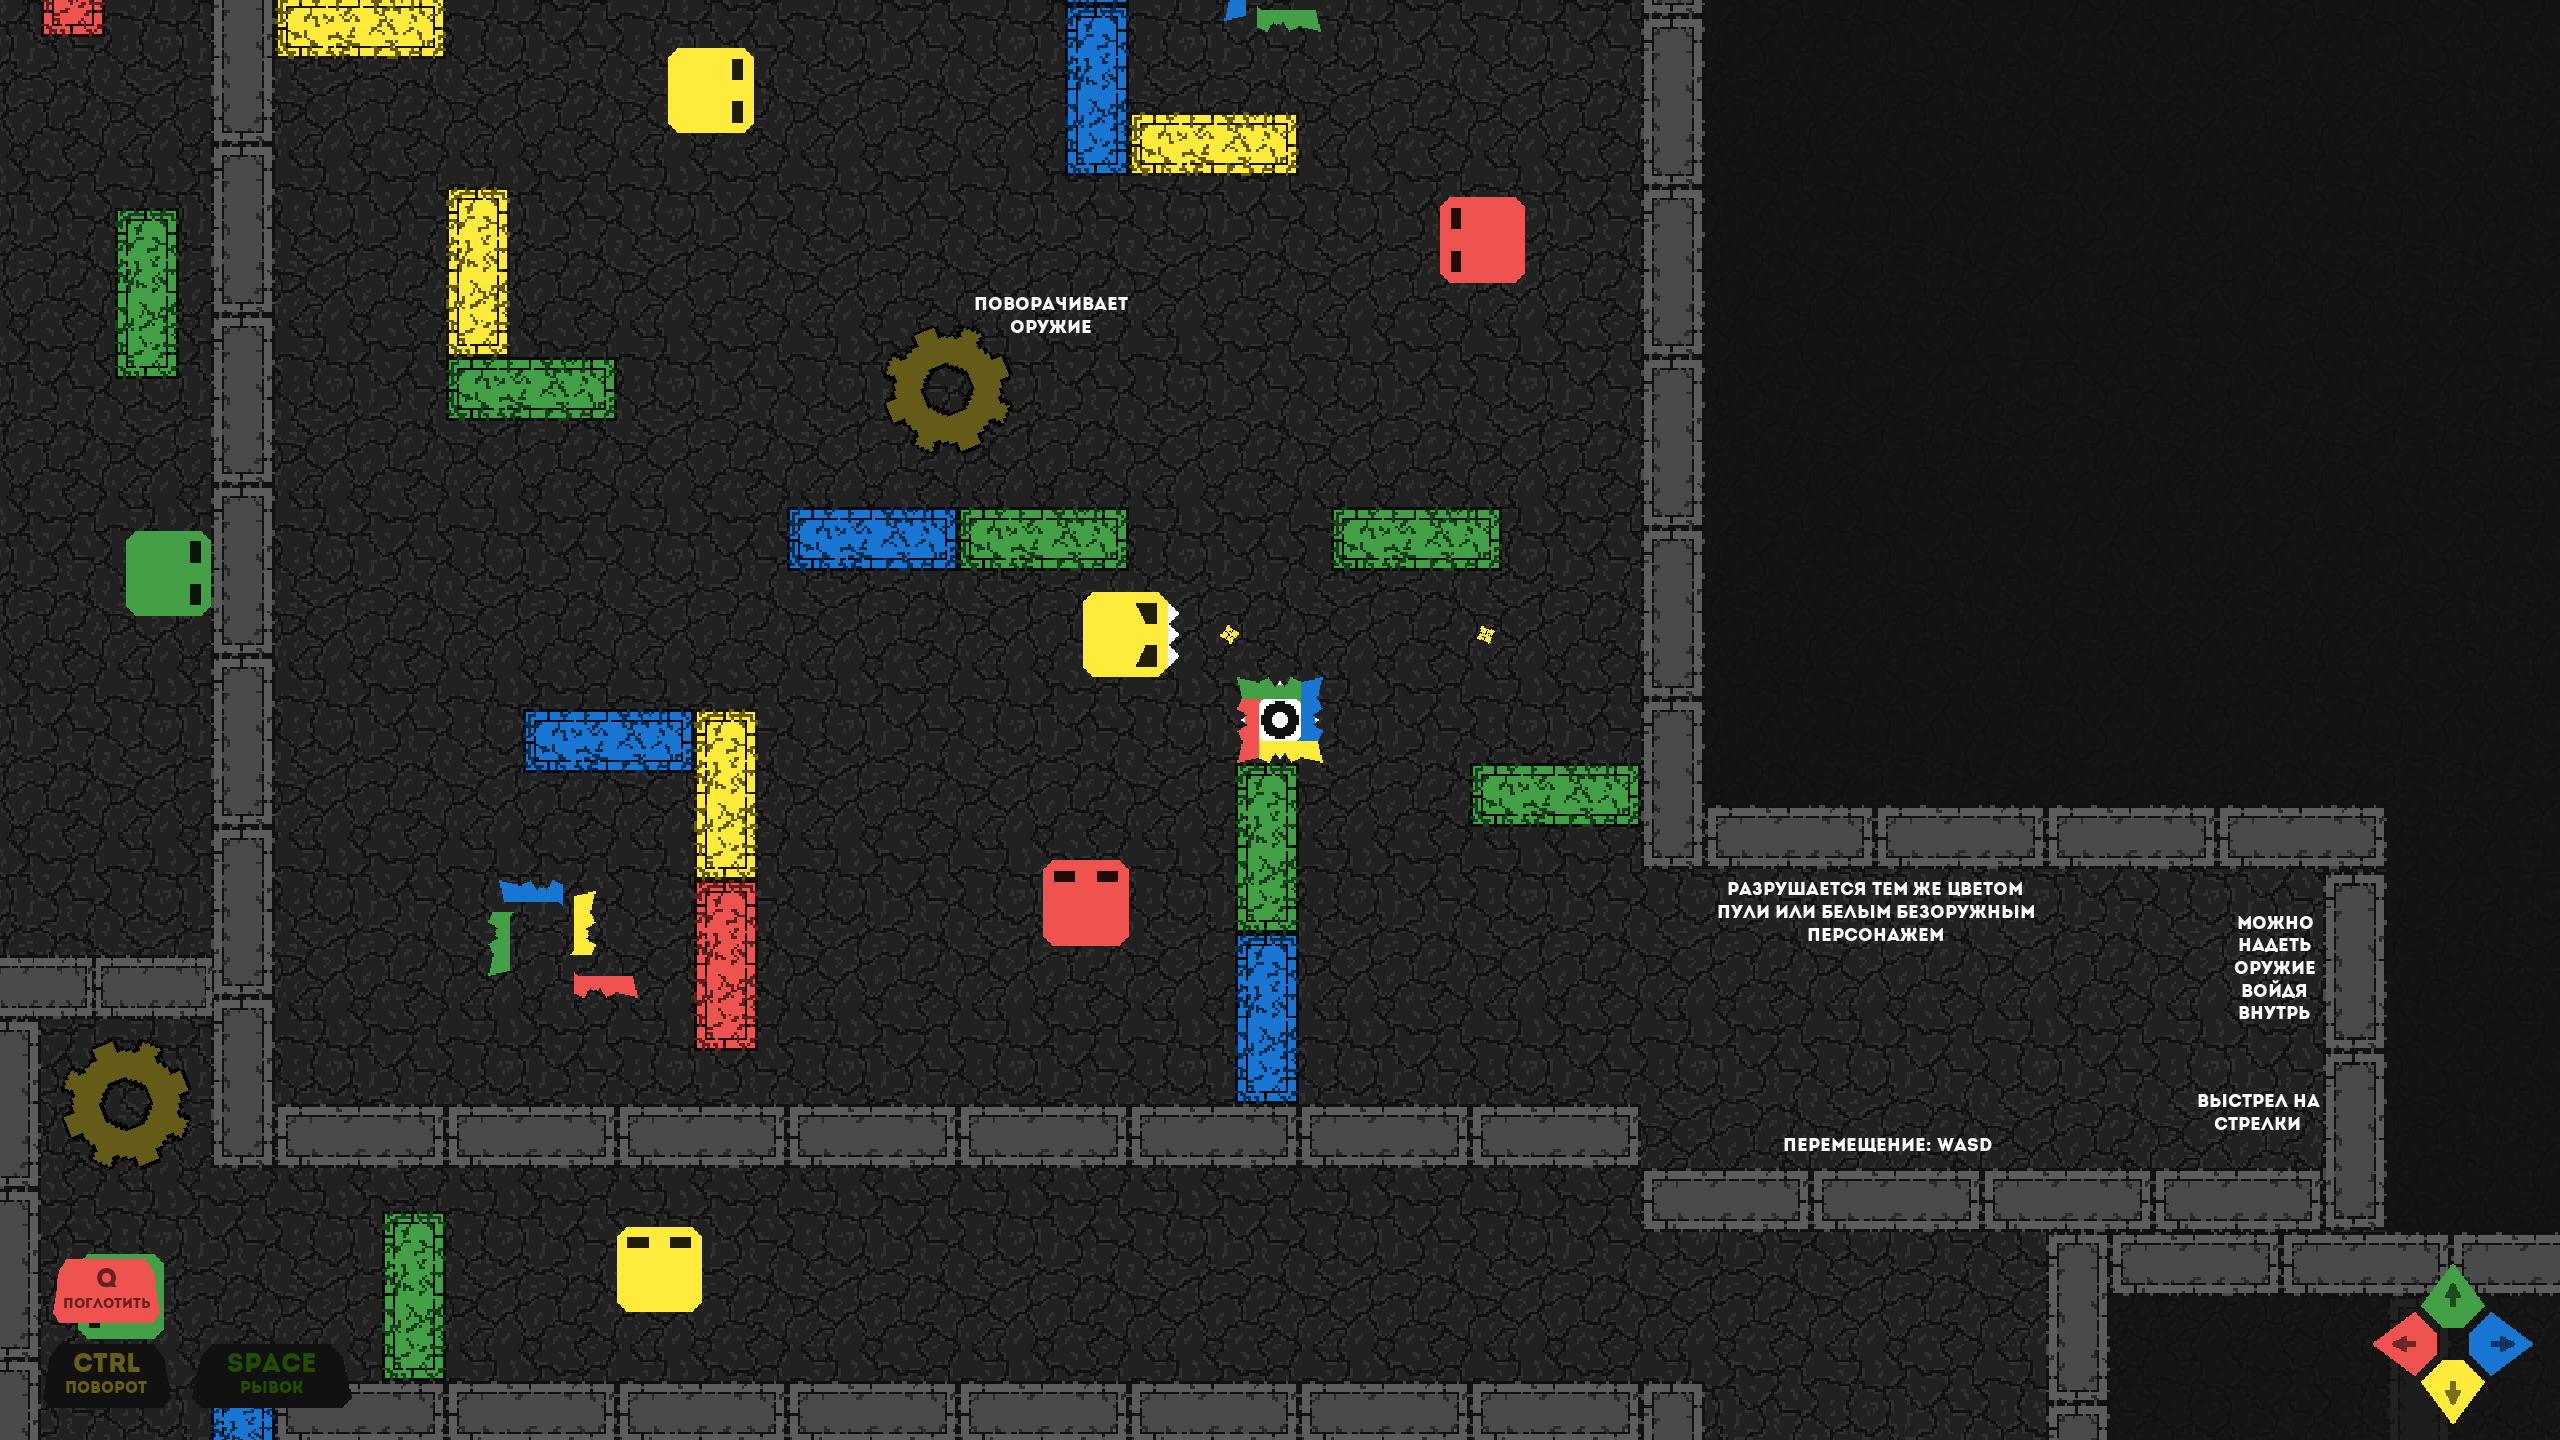 ПОВОРАЧИВАЕТ
ОРУЖИЕ
РАЗРУШАЕТСЯ ТЕМ ЖЕ ЦВЕТОМ
ПУЛИ ИЛИ БЕЛЫМ БЕЗОРУЖНЫМ
ПЕРСОНАЖЕМ
МОЖНО
НАДЕТЬ
ОРУЖИЕ
ВОЙДЯ
ВНУТРЬ
ВЫСТРЕЛ НА
СТРЕЛКИ
ПЕРЕМЕЩЕНИЕ: WASD
Q
ПОГЛОТИТЬ
CTRL
ПОВОРОТ
SPACE
РЫВОК